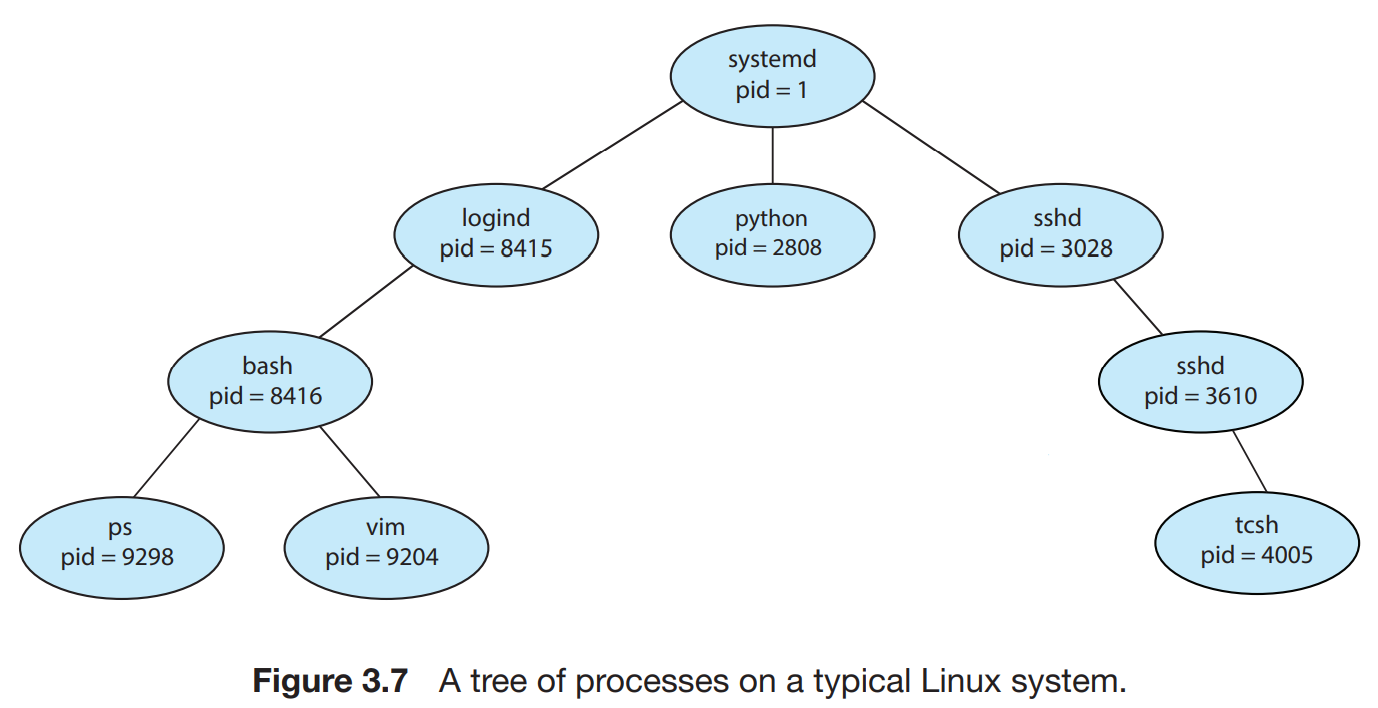 systemd
pid = 1
logind
pid = 8415
python
pid = 2808
sshd
pid = 3028
bash
pid = 8416
sshd
pid = 3610
ps
pid = 9298
vim
pid = 9204
tcsh
pid = 4005
Figure 3.7 A tree of processes on a typical Linux system.